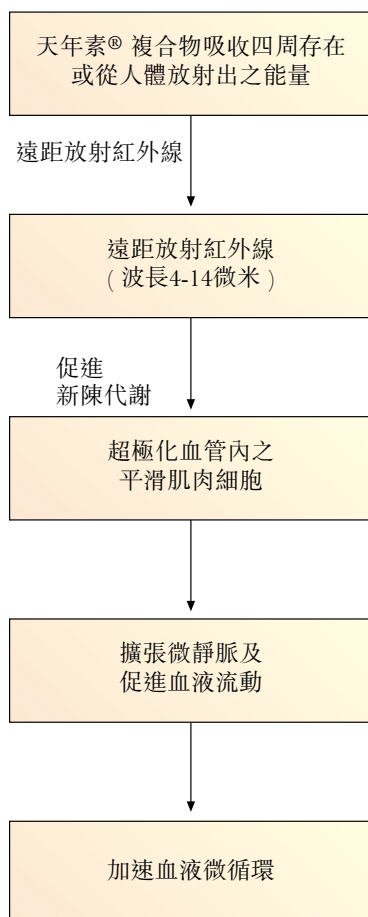 天年素® 複合物吸收四周存在
或從人體放射出之能量
遠距放射紅外線
遠距放射紅外線
（波長4-14微米）
促進
新陳代謝
超極化血管內之
平滑肌肉細胞
擴張微靜脈及
促進血液流動
加速血液微循環